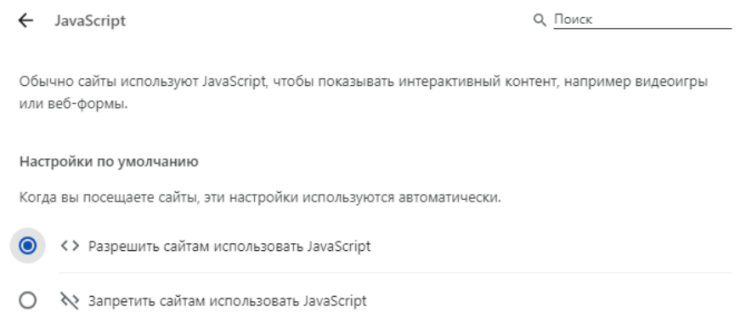 JavaScript
Поиск
Обычно сайты используют JavaScript, чтобы показывать интерактивный контент, например видеоигры
или веб-формы.
Настройки по умолчанию
Когда вы посещаете сайты, эти настройки используются автоматически.
Разрешить сайтам использовать JavaScript
Запретить сайтам использовать JavaScript